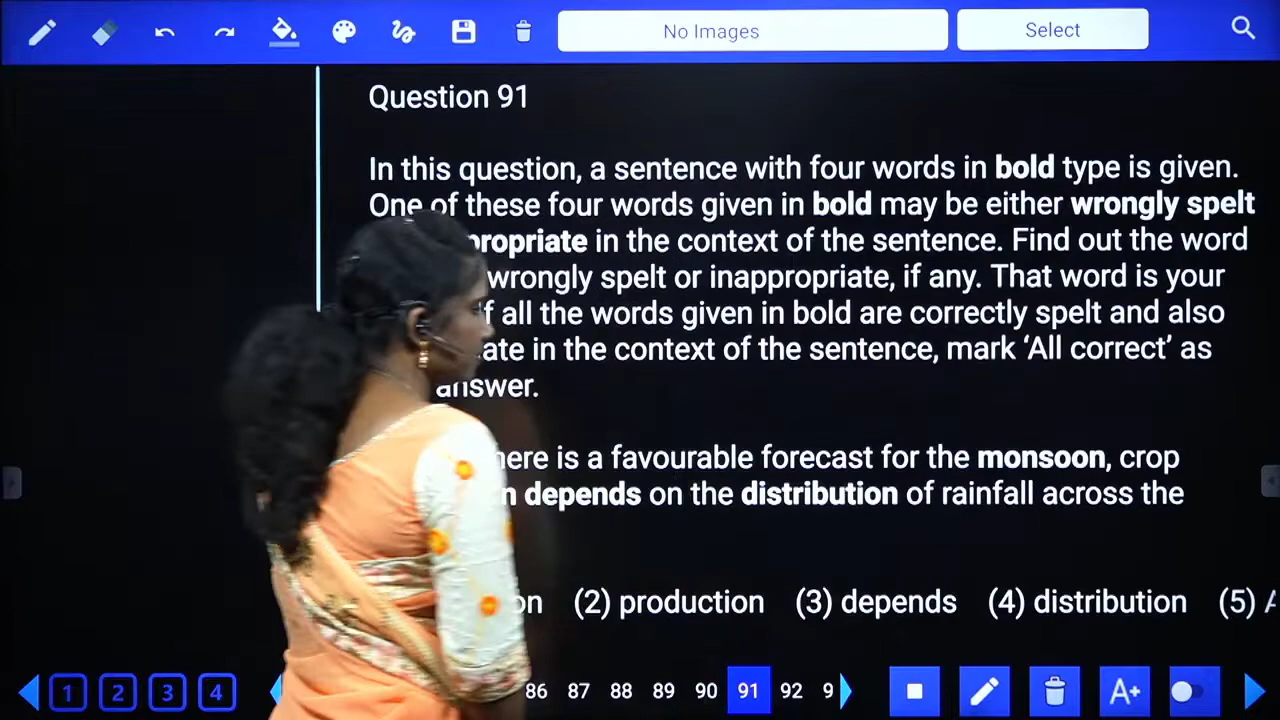 No Images
Select
Question 91
In this question, a sentence with four words in bold type is given.
One of these four words given in bold may be either wrongly spelt
in the context of the sentence. Find out the word
wrongly spelt or inappropriate, if any. That word is your
all the words given in bold are correctly spelt and also
in the context of the sentence, mark ‘All correct’ as
answer.
is a favourable forecast for the monsoon, crop
depends on the distribution of rainfall across the
(2) production (3) depends (4) distribution (5)
1 2 3 4 86 87 88 89 90 91 92 9 A+